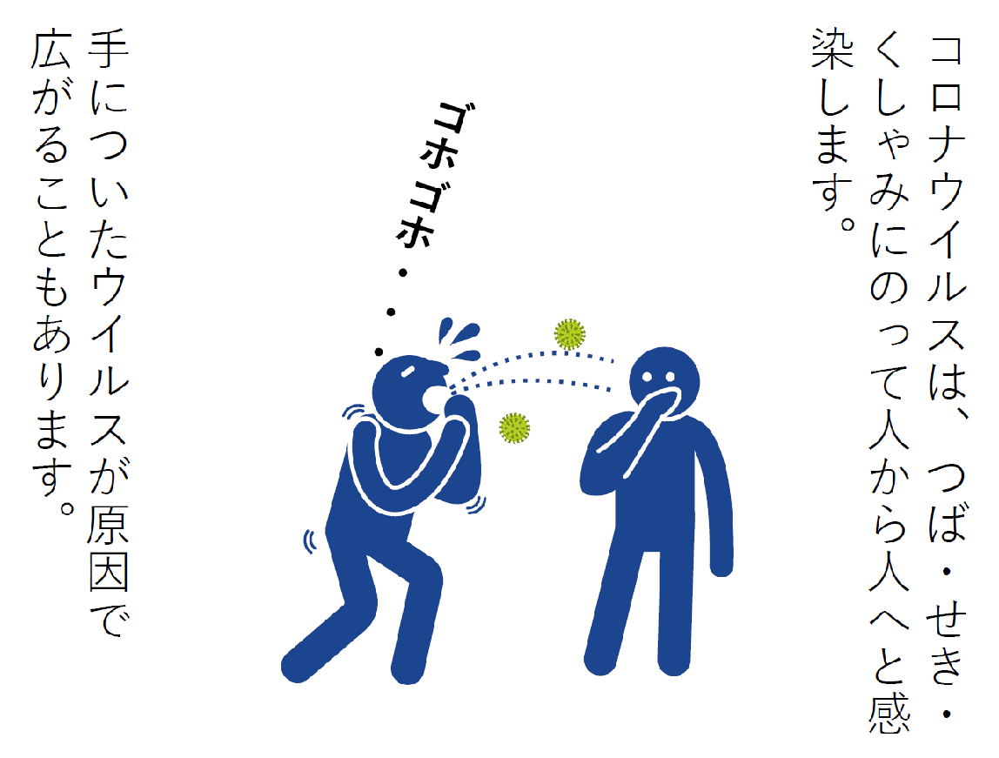 コロナウイルスは、つば・せき・
くしゃみにのって人から人へと感
染します。
ゴホゴホ・・・
手についたウイルスが原因で
広がることもあります。